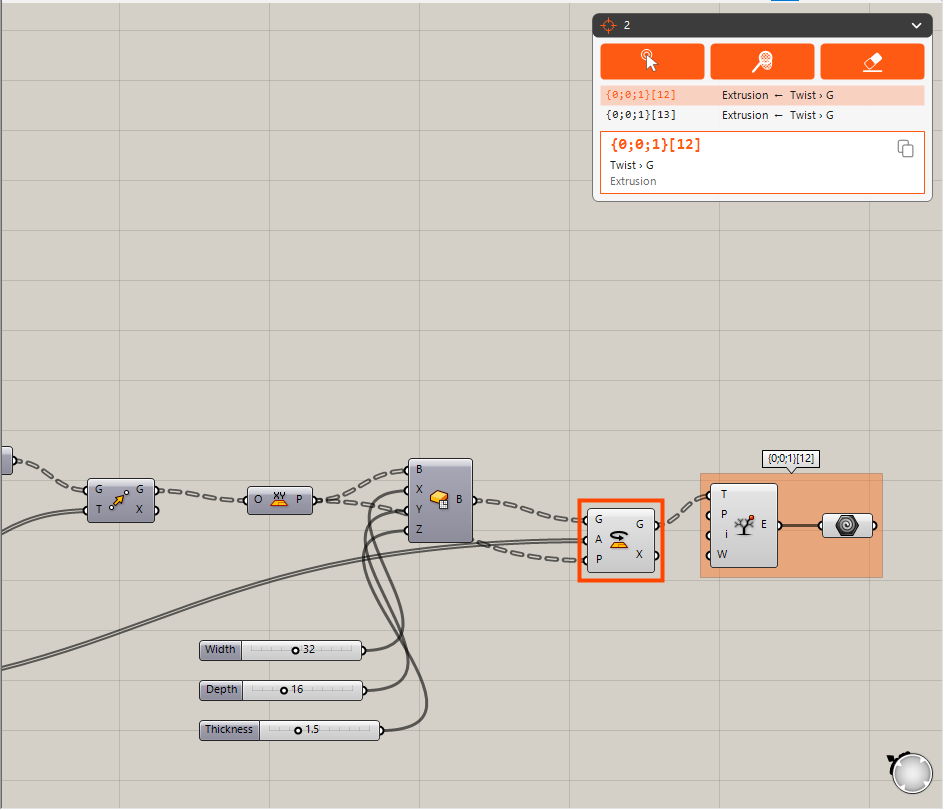 2
{0;0;1}[12] Extrusion ← Twist › G
{0;0;1}[13] Extrusion ← Twist › G
{0;0;1}[12]
Twist › G
Extrusion
{0;0;1}[12]
G G
T X
O XY P
B
X B
Y
Z
G G
A
P X
T
P
i E
W
Width 32
Depth 16
Thickness 1.5